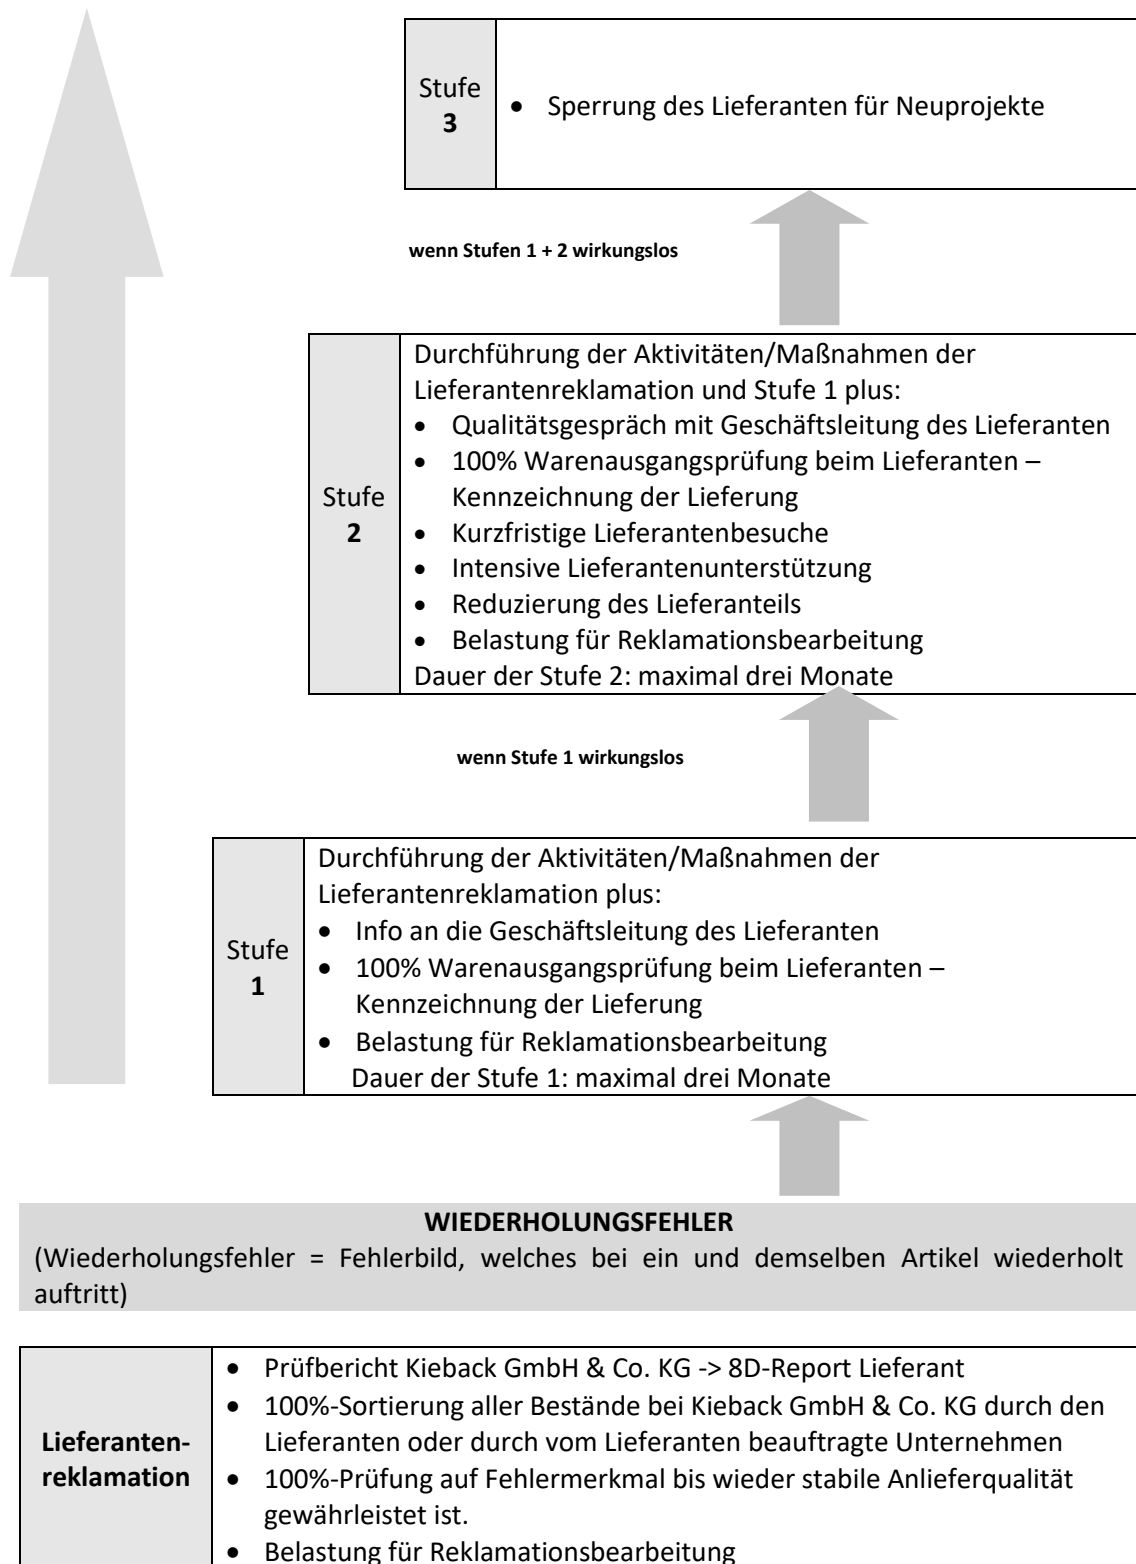 Stufe
3
• Sperrung des Lieferanten für Neuprojekte
wenn Stufen 1 + 2 wirkungslos
Stufe
2
Durchführung der Aktivitäten/Maßnahmen der
Lieferantenreklamation und Stufe 1 plus:
• Qualitätsgespräch mit Geschäftsleitung des Lieferanten
• 100% Warenausgangsprüfung beim Lieferanten –
Kennzeichnung der Lieferung
• Kurzfristige Lieferantenbesuche
• Intensive Lieferantenunterstützung
• Reduzierung des Lieferanteils
• Belastung für Reklamationsbearbeitung
Dauer der Stufe 2: maximal drei Monate
wenn Stufe 1 wirkungslos
Stufe
1
Durchführung der Aktivitäten/Maßnahmen der
Lieferantenreklamation plus:
• Info an die Geschäftsleitung des Lieferanten
• 100% Warenausgangsprüfung beim Lieferanten –
Kennzeichnung der Lieferung
• Belastung für Reklamationsbearbeitung
Dauer der Stufe 1: maximal drei Monate
WIEDERHOLUNGSFEHLER
(Wiederholungsfehler = Fehlerbild, welches bei ein und demselben Artikel wiederholt
auftritt)
Lieferanten-
reklamation
• Prüfbericht Kieback GmbH & Co. KG -> 8D-Report Lieferant
• 100%-Sortierung aller Bestände bei Kieback GmbH & Co. KG durch den
Lieferanten oder durch vom Lieferanten beauftragte Unternehmen
• 100%-Prüfung auf Fehlermerkmal bis wieder stabile Anlieferqualität
gewährleistet ist.
• Belastung für Reklamationsbearbeitung